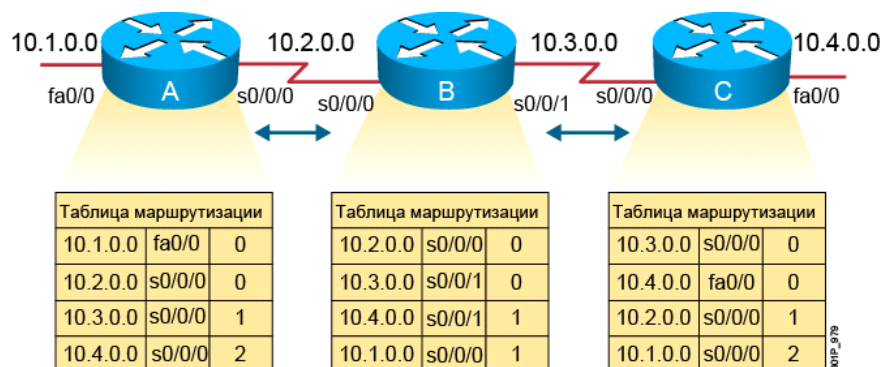 10.1.0.0 10.2.0.0 10.3.0.0 10.4.0.0
fa0/0 A s0/0/0 s0/0/0 B s0/0/1 s0/0/0 C fa0/0
Таблица маршрутизации
10.1.0.0 fa0/0 0
10.2.0.0 s0/0/0 0
10.3.0.0 s0/0/0 1
10.4.0.0 s0/0/0 2
Таблица маршрутизации
10.2.0.0 s0/0/0 0
10.3.0.0 s0/0/1 0
10.4.0.0 s0/0/1 1
10.1.0.0 s0/0/0 1
Таблица маршрутизации
10.3.0.0 s0/0/0 0
10.4.0.0 fa0/0 0
10.2.0.0 s0/0/0 1
10.1.0.0 s0/0/0 2